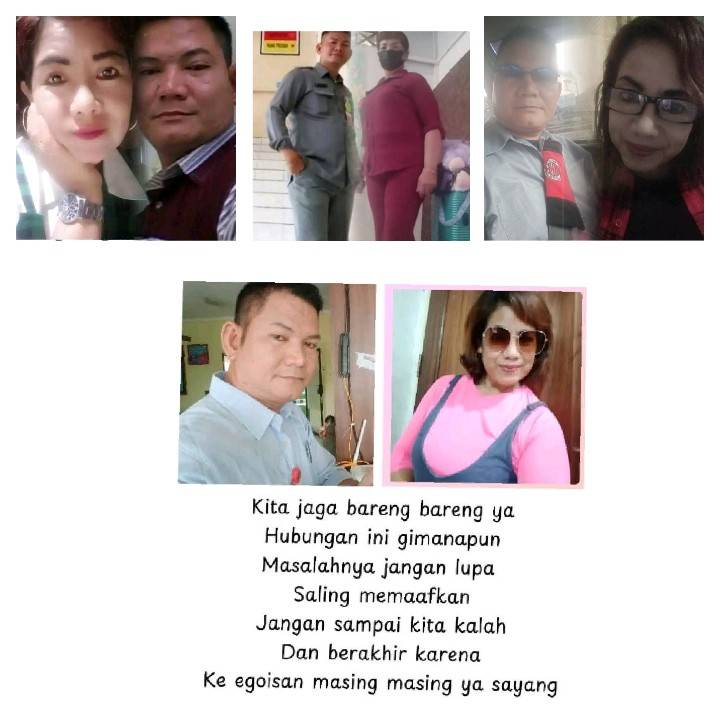 Kita jaga bareng bareng ya
Hubungan ini gimanapun
Masalahnya jangan lupa
Saling memaafkan
Jangan sampai kita kalah
Dan berakhir karena
Ke egoisan masing masing ya sayang